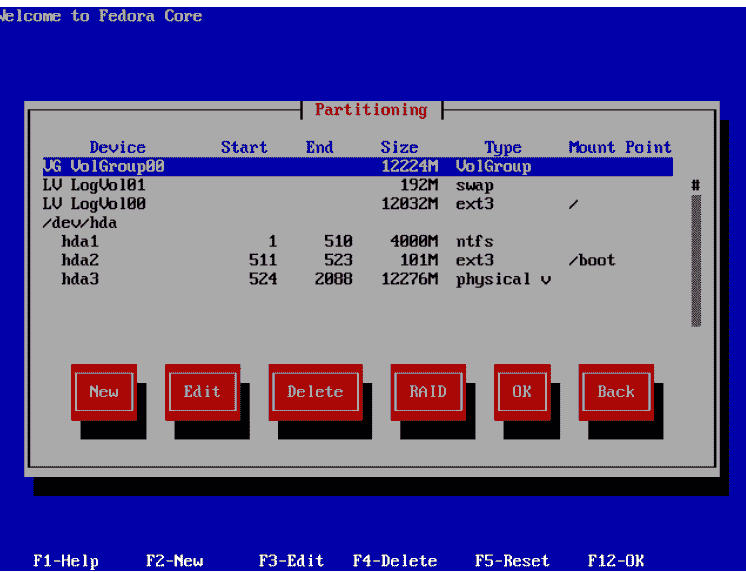 Welcome to Fedora Core
Partitioning
Device Start End Size Type Mount Point
VG VolGroup00 12224M VolGroup
LV LogVol01 192M swap
LV LogVol00 12032M ext3 /
/dev/hda
hda1 1 510 4000M ntfs
hda2 511 523 101M ext3 /boot
hda3 524 2088 12276M physical v
New Edit Delete RAID OK Back
F1-Help F2-New F3-Edit F4-Delete F5-Reset F12-OK